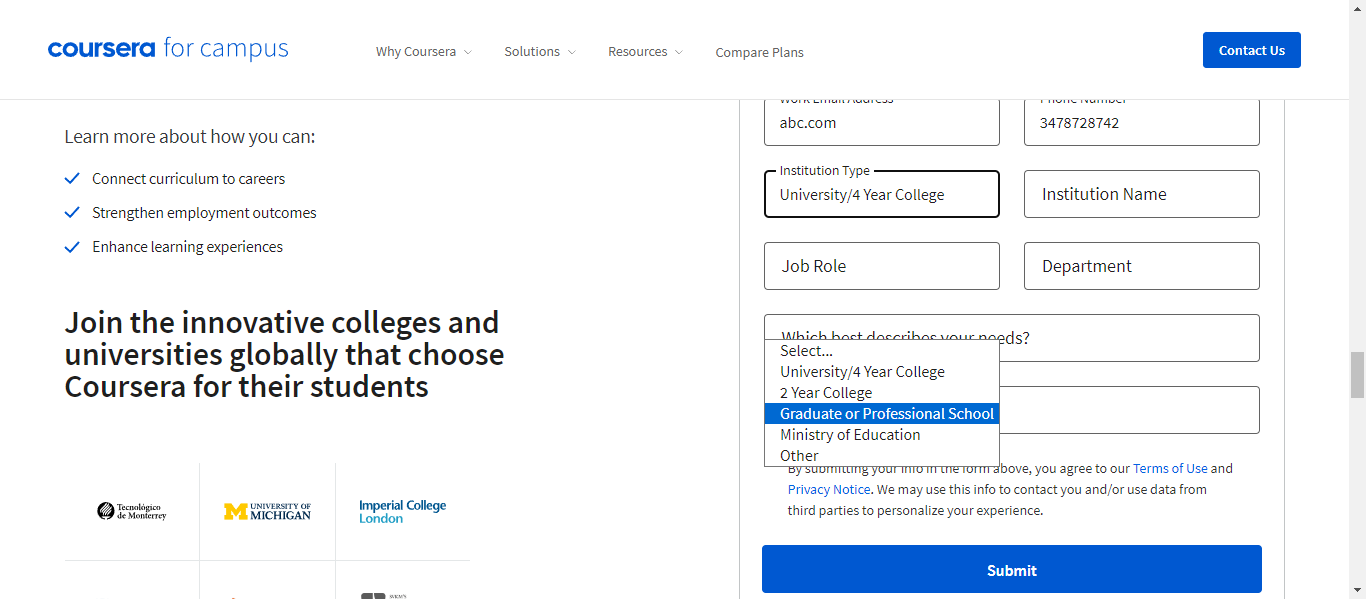 coursera for campus
Why Coursera
Solutions
Resources
Compare Plans
Contact Us
Learn more about how you can:
Connect curriculum to careers
Strengthen employment outcomes
Enhance learning experiences
Join the innovative colleges and
universities globally that choose
Coursera for their students
Tecnológico
de Monterrey
M UNIVERSITY OF
MICHIGAN
Imperial College
London
Work Email Address
abc.com
Phone Number
3478728742
Institution Type
University/4 Year College
Institution Name
Job Role
Department
Which best describes your needs?
Select...
University/4 Year College
2 Year College
Graduate or Professional School
Ministry of Education
Other
By submitting your info in the form above, you agree to our Terms of Use and
Privacy Notice. We may use this info to contact you and/or use data from
third parties to personalize your experience.
Submit